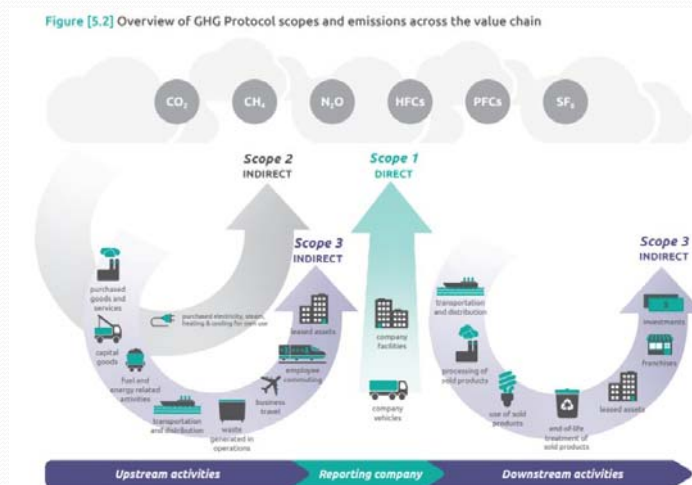 Figure [5.2] Overview of GHG Protocol scopes and emissions across the value chain
CO₂
CH₄
N₂O
HFCs
PFCs
SF₆
Scope 2
INDIRECT
Scope 1
DIRECT
Scope 3
INDIRECT
Scope 3
INDIRECT
purchased
goods and
services
capital
goods
fuel and
energy related
activities
transportation
and distribution
waste
generated in
operations
business
travel
employee
commuting
leased assets
purchased electricity, steam,
heating & cooling for own use
company
facilities
company
vehicles
transportation
and distribution
processing of
sold products
use of sold
products
end-of-life
treatment of
sold products
leased assets
franchises
investments
Upstream activities
Reporting company
Downstream activities